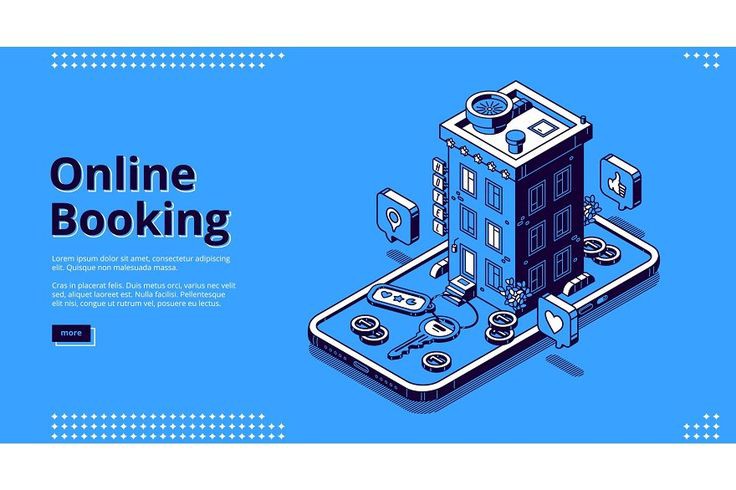 Online
Booking
Lorem ipsum dolor sit amet, consectetur adipiscing
elit. Quisque non malesuada massa.
Cras in placerat felis. Duis metus orci, varius nec velit
sed, aliquet laoreet est. Nulla facilisi. Pellentesque
nisi, congue at rutrum vel, posuere eu lectus.
more
HOTEL